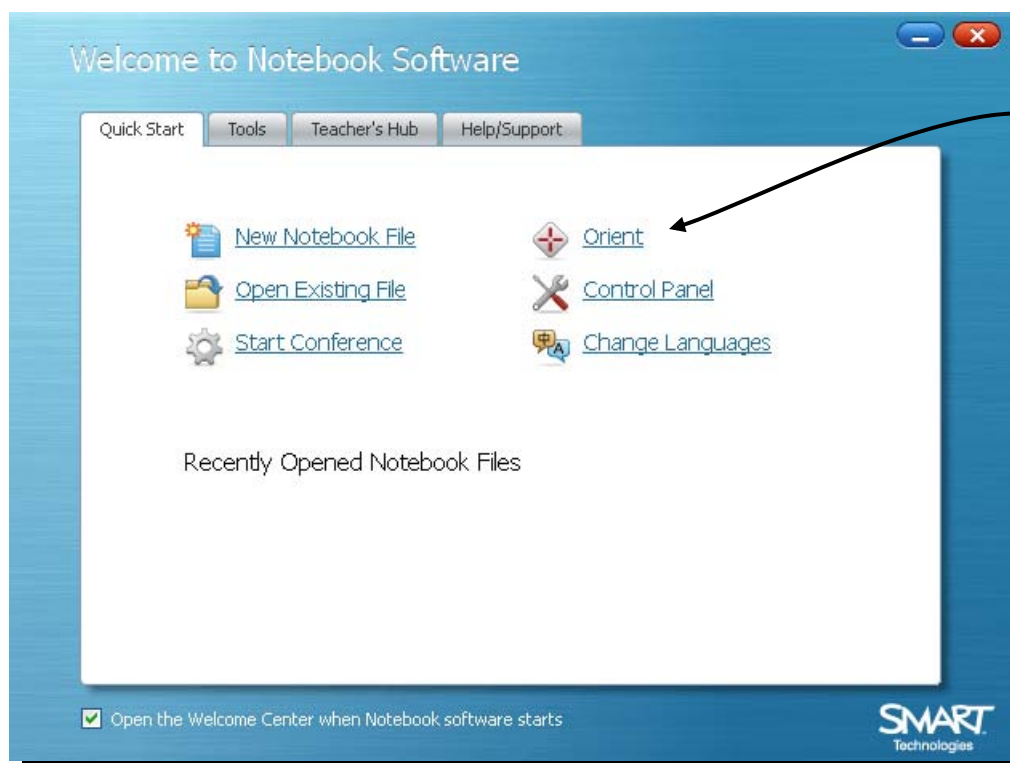 Welcome to Notebook Software
Quick Start Tools Teacher's Hub Help/Support
New Notebook File Orient
Open Existing File Control Panel
Start Conference Change Languages
Recently Opened Notebook Files
Open the Welcome Center when Notebook software starts
SMART
Technologies